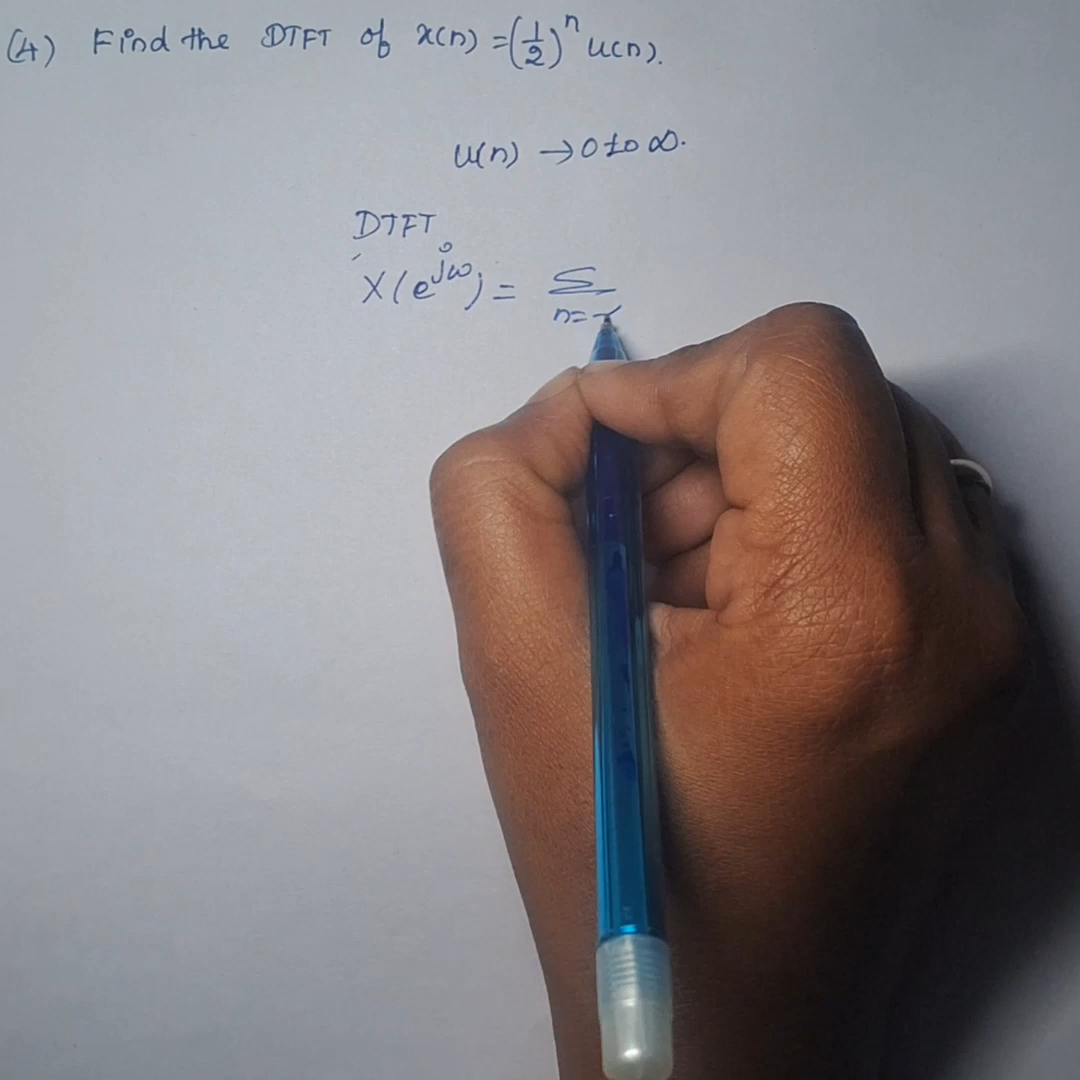 (4) Find the DTFT of x(n) = (1/2)^n u(n).
u(n) → 0 to ∞.
DTFT
X(e^jω) = Σ
n = -